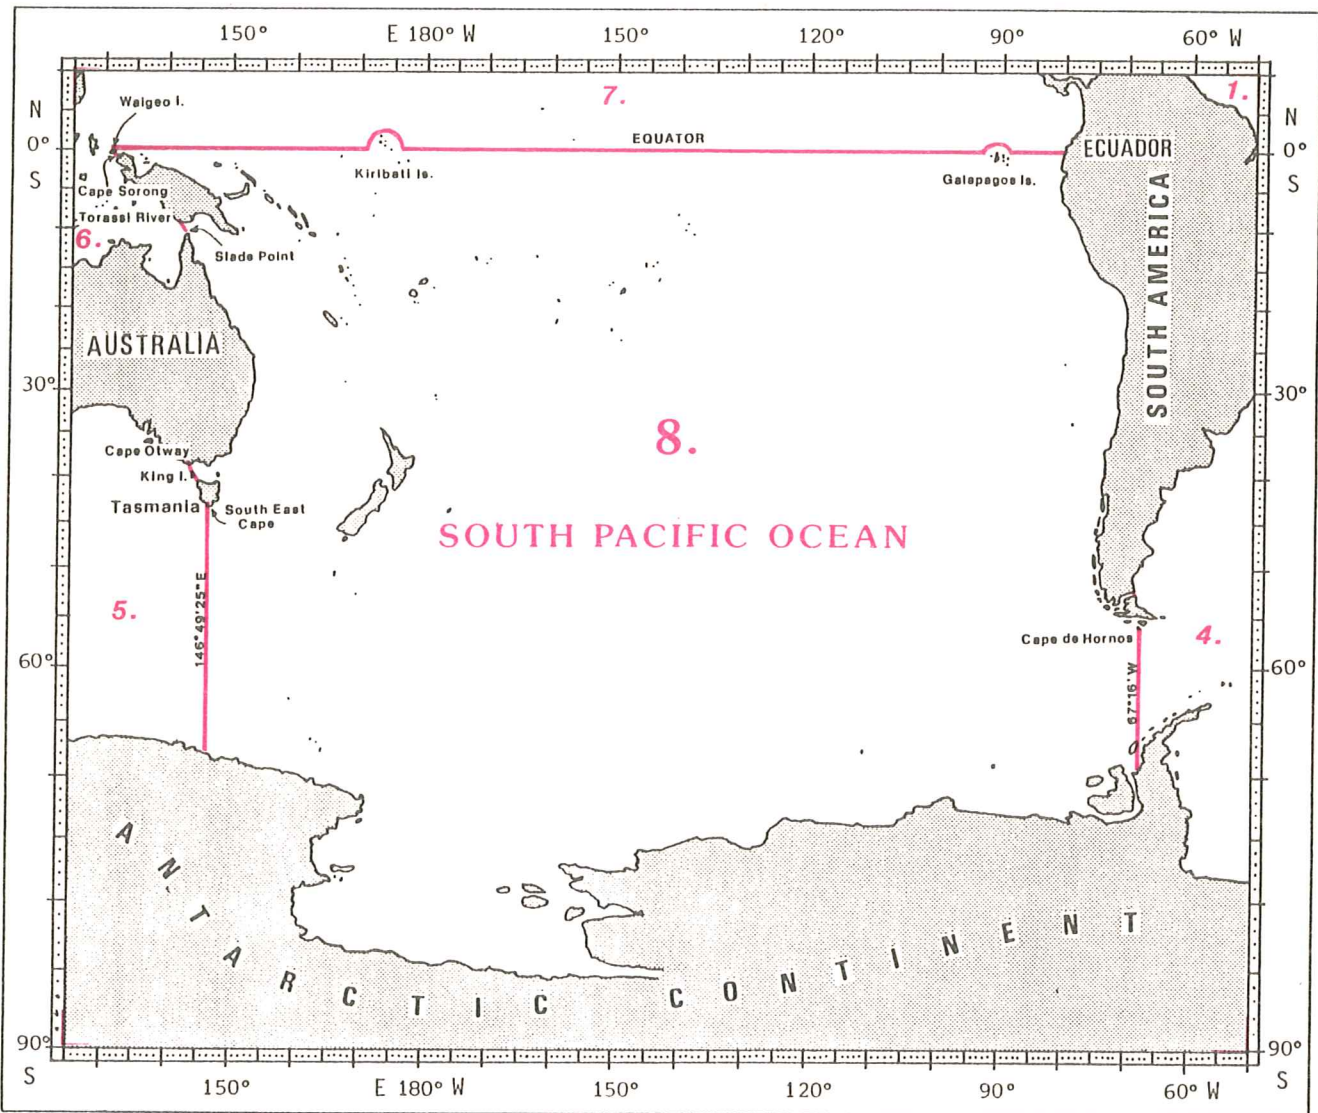 150° E 180° W 150° 120° 90° 60° W
7.
1.
N
Waigeo I.
N
0°
EQUATOR
ECUADOR
0°
S
Kiribati Is.
Galapagos Is.
S
Cape Sorong
Torassi River
6.
Slade Point
SOUTH AMERICA
AUSTRALIA
30°
30°
8.
Cape Otway
King I.
Tasmania
South East
Cape
SOUTH PACIFIC OCEAN
146°49'25"E
5.
4.
Cape de Hornos
60°
60°
67°16' W
ANTARCTIC CONTINENT
90°
90°
S
S
150° E 180° W 150° 120° 90° 60° W